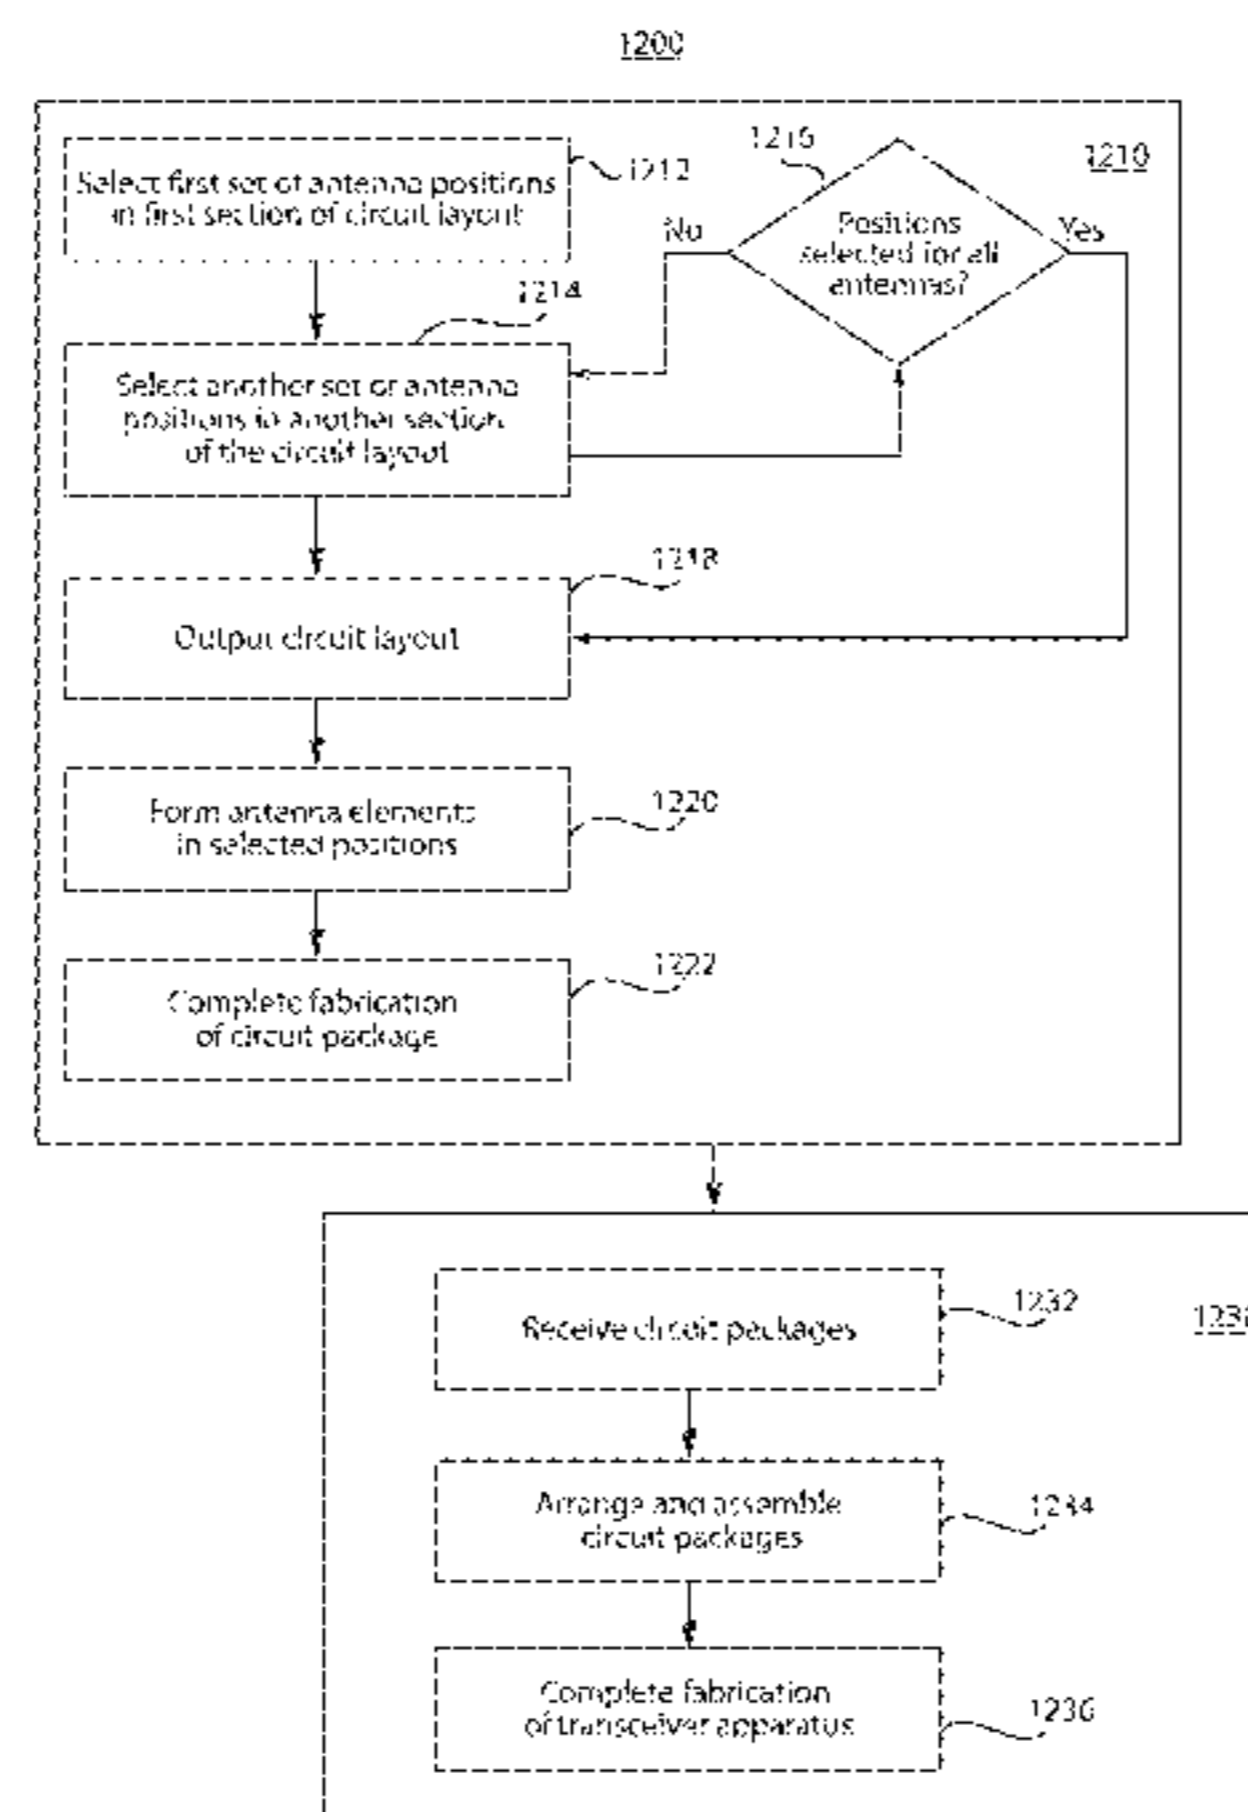 1200
1210
Select first set of antenna positions
in first section of circuit layout
1212
1216
Positions
selected for all
antennas?
No
Yes
1214
Select another set of antenna
positions in another section
of the circuit layout
1218
Output circuit layout
1220
Form antenna elements
in selected positions
1222
Complete fabrication
of circuit package
1232
Receive circuit packages
1234
Arrange and assemble
circuit packages
1236
Complete fabrication
of transceiver apparatus